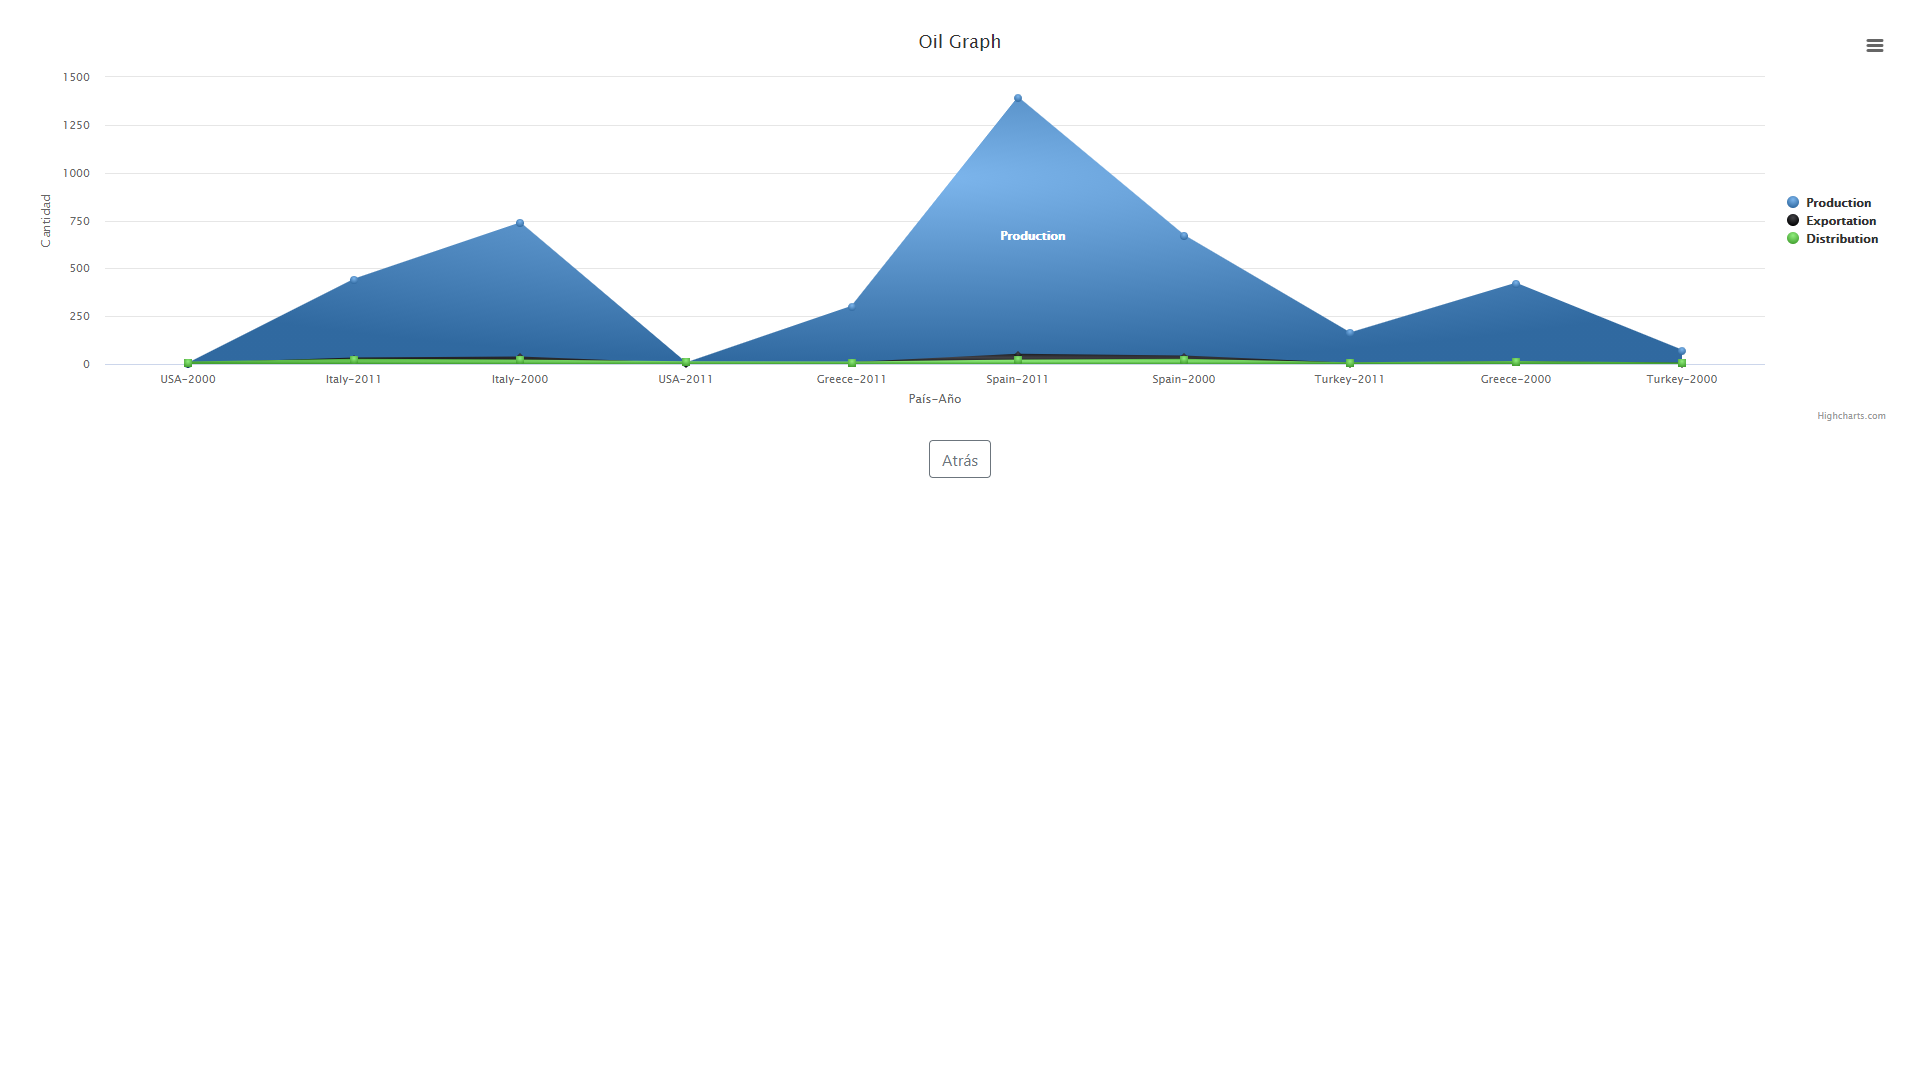 Oil Graph
1500
1250
1000
750
500
250
0
Cantidad
Production
USA-2000
Italy-2011
Italy-2000
USA-2011
Greece-2011
Spain-2011
Spain-2000
Turkey-2011
Greece-2000
Turkey-2000
País-Año
Production
Exportation
Distribution
Highcharts.com
Atrás